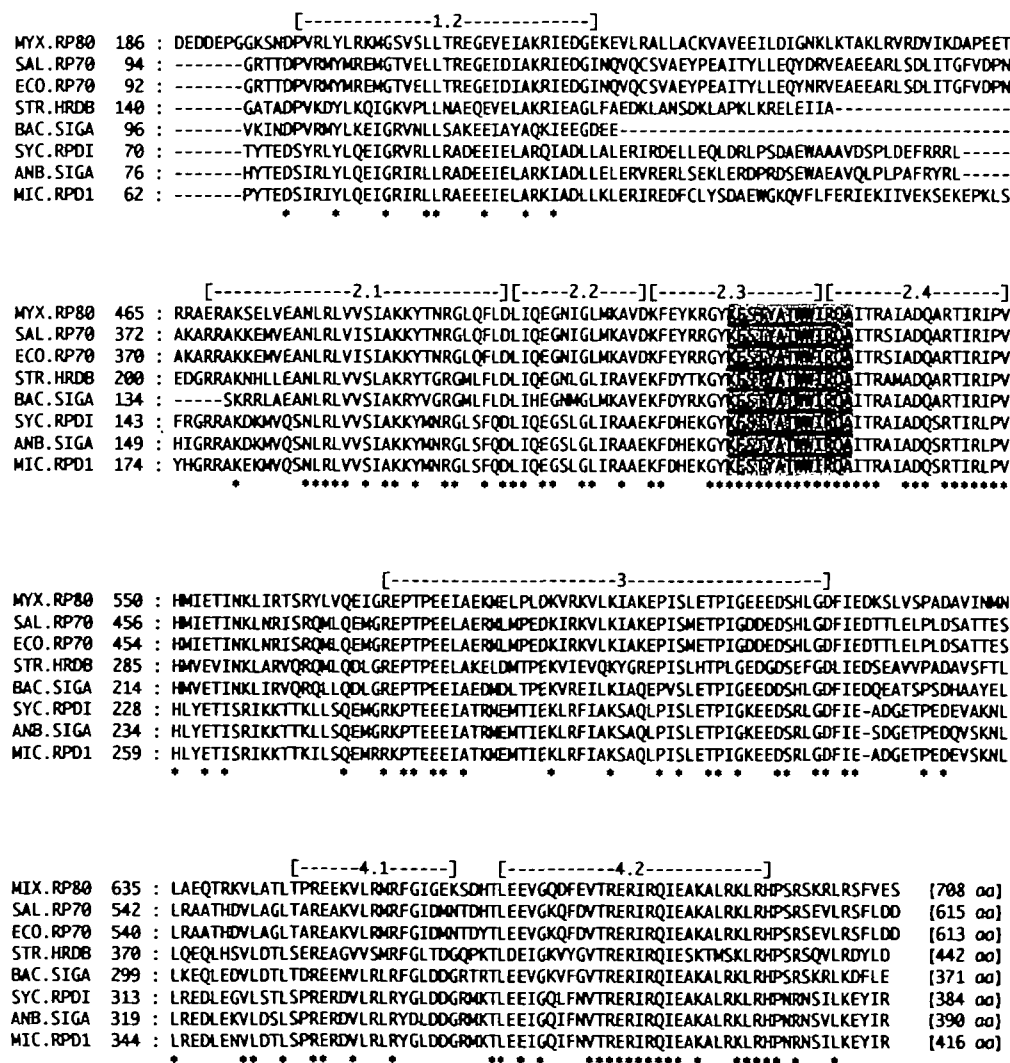 [------------1.2-------------]
MYX.RP80 186 : DEDDEPGGKSNDPVRLYLRKMGSVSLLTREGEVEIAKRIEDGEKEVLRALLACKVAVEEILDIGNKLKTAKLRVRDVIKDAPEET
SAL.RP70 94 : -------GRTTDPVRMYMREMGTVELLTREGEIDIAKRIEDGINQVQCSVAEYPEAITYLLEQYDRVEAEEARLSDLITGFVDPN
ECO.RP70 92 : -------GRTTDPVRMYMREMGTVELLTREGEIDIAKRIEDGINQVQCSVAEYPEAITYLLEQYNRVEAEEARLSDLITGFVDPN
STR.HRDB 140 : -------GATADPVKDYLKQIGKVPLLNAEQEVELAKRIEAGLFAEDKLANSDKLAPKLKRELEIIA------------------
BAC.SIGA 96 : -------VKINDPVRMYLKEIGRVNLLSAKEEIAYAQKIEEGDEE----------------------------------------
SYC.RPDI 70 : -------TYTEDSYRLYLQEIGRVRLLRADEEIELARQIADLLALERIRDELLEQLDRLPSDAEWAAAVDSPLDEFRRRL-----
ANB.SIGA 76 : -------HYTEDSIRLYLQEIGRIRLLRADEEIELARKIADLLELERVRERLSEKLERDPRDSEWAEAVQLPLPAFRYRL-----
MIC.RPD1 62 : -------PYTEDSIRIYLQEIGRIRLLRADEEIELARKIADLLKLERIREDFCLYSDAEWGKQVFLFERIEKIIVEKSEKEPKLS
* * * ** * * *
[-------------2.1-------------][-----2.2----][------2.3------][-------2.4-------]
MYX.RP80 465 : RRAERAKSELVEANLRLVVSIAKKYTNRGLQFLDLIQEGNIGLMKAVDKFEYKRGYKFSTYATWWIRQAITRAIADQARTIRIPV
SAL.RP70 372 : AKARRAKKEMVEANLRLVISIAKKYTNRGLQFLDLIQEGNIGLMKAVDKFEYRRGYKFSTYATWWIRQAITRSIADQARTIRIPV
ECO.RP70 370 : AKARRAKKEMVEANLRLVISIAKKYTNRGLQFLDLIQEGNIGLMKAVDKFEYRRGYKFSTYATWWIRQAITRSIADQARTIRIPV
STR.HRDB 200 : EDGRRAKNHLLEANLRLVVSLAKRYTGRGMLFLDLIQEGNLGLIRAVEKFDYTKGYKFSTYATWWIRQAITRAMADQARTIRIPV
BAC.SIGA 134 : -----SKRRLAEANLRLVVSIAKRYVGRGMLFLDLIHEGNMGLMKAVEKFDYRKGYKFSTYATWWIRQAITRAIADQARTIRIPV
SYC.RPDI 143 : FRGRRAKDKMVQSNLRLVVSIAKKYMNRGLSFQDLIQEGSLGLIRAAEKFDHEKGYKFSTYATWWIRQAITRAIADQSRTIRLPV
ANB.SIGA 149 : HIGRRAKDKMVQSNLRLVVSIAKKYMNRGLSFQDLIQEGSLGLIRAAEKFDHEKGYKFSTYATWWIRQAITRAIADQSRTIRLPV
MIC.RPD1 174 : YHGRRAKEKMVQSNLRLVVSIAKKYMNRGLSFQDLIQEGSLGLIRAAEKFDHEKGYKFSTYATWWIRQAITRAIADQSRTIRLPV
* ***** * ** * ** * *** ** ** * ** ****************** *** *******
[-----------------------3--------------------]
MYX.RP80 550 : HMIETINKLIRTSRYLVQEIGREPTPEEIAEKMELPLDKVRKVLKIAKEPISLETPIGEEEDSHLGDFIEDKSLVSPADAVINMN
SAL.RP70 456 : HMIETINKLNRISRQMLQEMGREPTPEELAERMLMPEDKIRKVLKIAKEPISMETPIGDDEDSHLGDFIEDTTLELPLDSATTES
ECO.RP70 454 : HMIETINKLNRISRQMLQEMGREPTPEELAERMLMPEDKIRKVLKIAKEPISMETPIGDDEDSHLGDFIEDTTLELPLDSATTES
STR.HRDB 285 : HMVEVINKLARVQRQMLQDLGREPTPEELAKELDMTPEKVIEVQKYGREPISLHTPLGEDGDSEFGDLIEDSEAVVPADAVSFTL
BAC.SIGA 214 : HMVETINKLIRVQRQLLQDLGREPTPEEIAEDMDLTPEKVREILKIAQEPVSLETPIGEEDDSHLGDFIEDQEATSPSDHAAYEL
SYC.RPDI 228 : HLYETISRIKKTTKLLSQEMGRKPTEEEIATRMEMTIEKLRFIAKSAQLPISLETPIGKEEDSRLGDFIE-ADGETPEDEVAKNL
ANB.SIGA 234 : HLYETISRIKKTTKLLSQEMGRKPTEEEIATRMEMTIEKLRFIAKSAQLPISLETPIGKEEDSRLGDFIE-SDGETPEDQVSKNL
MIC.RPD1 259 : HLYETISRIKKTTKILSQEMRRKPTEEEIATKMEMTIEKLRFIAKSAQLPISLETPIGKEEDSRLGDFIE-ADGETPEDEVSKNL
* * * * * ** ** * * * * * ** * ** ** ** * *
[------4.1------] [-----------4.2-----------]
MIX.RP80 635 : LAEQTRKVLATLTPREEKVLRMRFGIGEKSDHTLEEVGQDFEVTRERIRQIEAKALRKLRHPSRSKRLRSFVES [708 aa]
SAL.RP70 542 : LRAATHDVLAGLTAREAKVLRMRFGIDMNTDHTLEEVGKQFDVTRERIRQIEAKALRKLRHPSRSEVLRSFLDD [615 aa]
ECO.RP70 540 : LRAATHDVLAGLTAREAKVLRMRFGIDMNTDYTLEEVGKQFDVTRERIRQIEAKALRKLRHPSRSEVLRSFLDD [613 aa]
STR.HRDB 370 : LQEQLHSVLDTLSEREAGVVSMRFGLTDGQPKTLDEIGKVYGVTRERIRQIESKTMSKLRHPSRSQVLRDYLD [442 aa]
BAC.SIGA 299 : LKEQLEDVLDTLTDREENVLRLRFGLDDGRTRTLEEVGKVFGVTRERIRQIEAKALRKLRHPSRSKRLKDFLE [371 aa]
SYC.RPDI 313 : LREDLEGVLSTLSPRERDVLRLRYGLDDGRMKTLEEIGQLFNVTRERIRQIEAKALRKLRHPNRNSILKEYIR [384 aa]
ANB.SIGA 319 : LREDLEKVLDSLSPRERDVLRLRYDLDDGRMKTLEEIGQIFNVTRERIRQIEAKALRKLRHPNRNSVLKEYIR [390 aa]
MIC.RPD1 344 : LREDLENVLDSLSPRERDVLRLRYGLDDGRMKTLEEIGQIFNVTRERIRQIEAKALRKLRHPNRNSILKEYIR [416 aa]
* ** * ** * * ** * * ********* * ***** * *